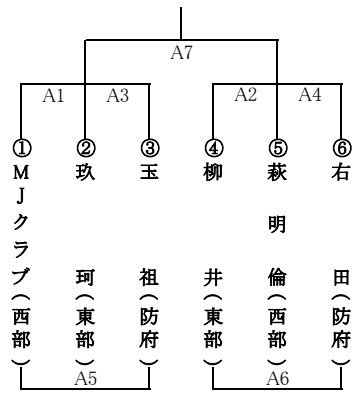 A7
A1 A3 A2 A4
①MJクラブ(西部)
②玖珂(東部)
③玉祖(防府)
④柳井(東部)
⑤萩明倫(西部)
⑥右田(防府)
A5 A6